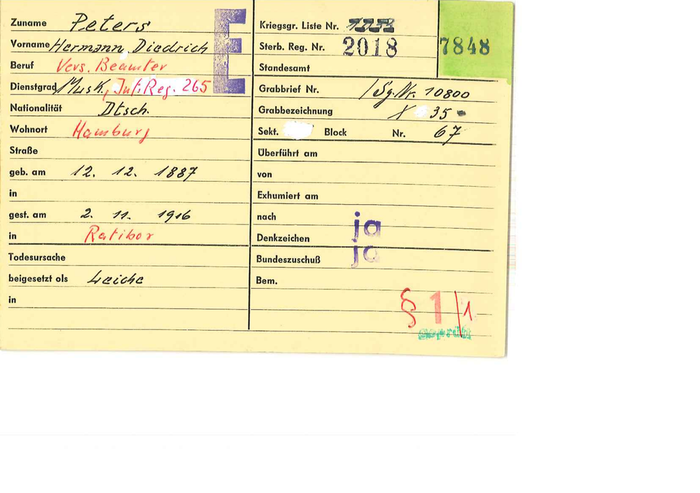 Zuname Peters
Vorname Hermann Diedrich
Beruf Vers. Beamter
Dienstgrad Musk, Inf. Reg. 265
Nationalität Dtsch.
Wohnort Hamburg
Straße
geb. am 12. 12. 1887
in
gest. am 2. 11. 1916
in Ratibor
Todesursache
beigesetzt als Leiche
in
E
Kriegsgr. Liste Nr.
Sterb. Reg. Nr. 2018
7848
Standesamt
Grabbrief Nr. / Sg. Nr. 10800
Grabbezeichnung X 35
Sekt. Block Nr. 67
Überführt am
von
Exhumiert am
nach
ja
Denkzeichen
Bundeszuschuß ja
Bem.
§ 1/1